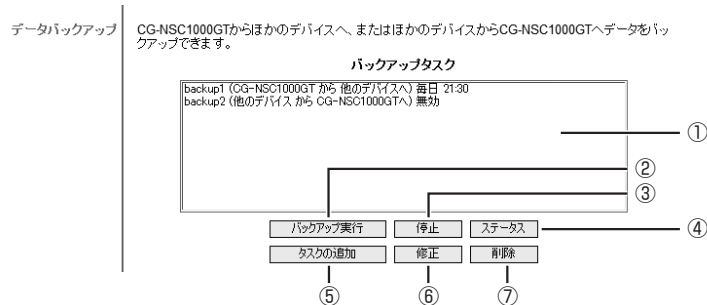 データバックアップ
CG-NSC1000GTからほかのデバイスへ、またはほかのデバイスからCG-NSC1000GTへデータをバッ
クアップできます。
バックアップタスク
backup1 (CG-NSC1000GT から 他のデバイスへ) 毎日 21:30
backup2 (他のデバイス から CG-NSC1000GTへ) 無効
①
②
③
バックアップ実行 停止 ステータス ④
タスクの追加 修正 削除
⑤ ⑥ ⑦